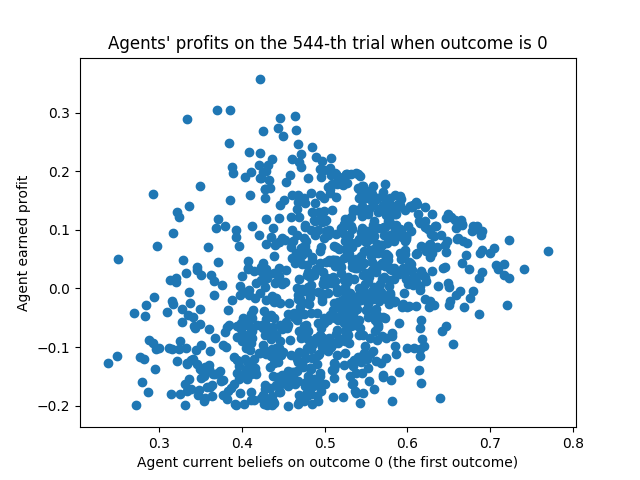 Agents' profits on the 544-th trial when outcome is 0
0.3
0.2
0.1
0.0
−0.1
−0.2
Agent earned profit
0.3 0.4 0.5 0.6 0.7 0.8
Agent current beliefs on outcome 0 (the first outcome)